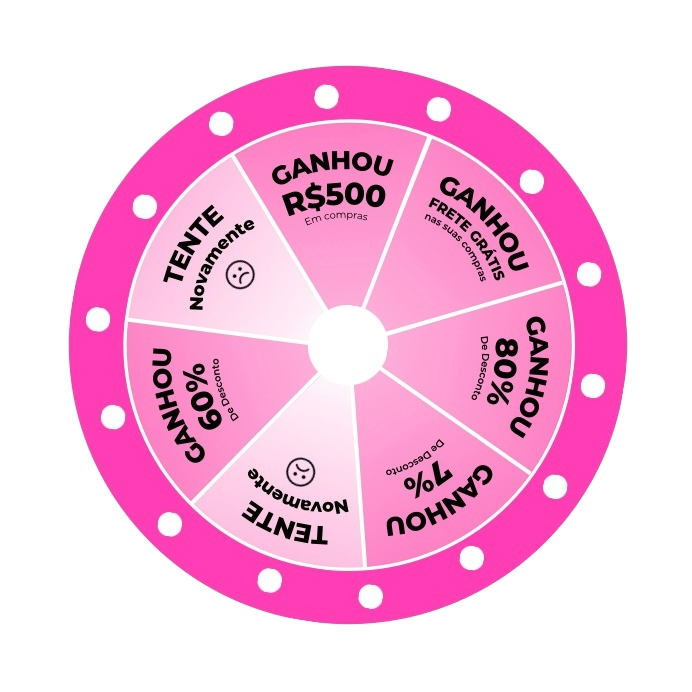 GANHOU
R$500
Em compras
GANHOU
FRETE GRÁTIS
nas suas compras
GANHOU
80%
De Desconto
GANHOU
7%
De Desconto
TENTE
Novamente
GANHOU
60%
De Desconto
TENTE
Novamente